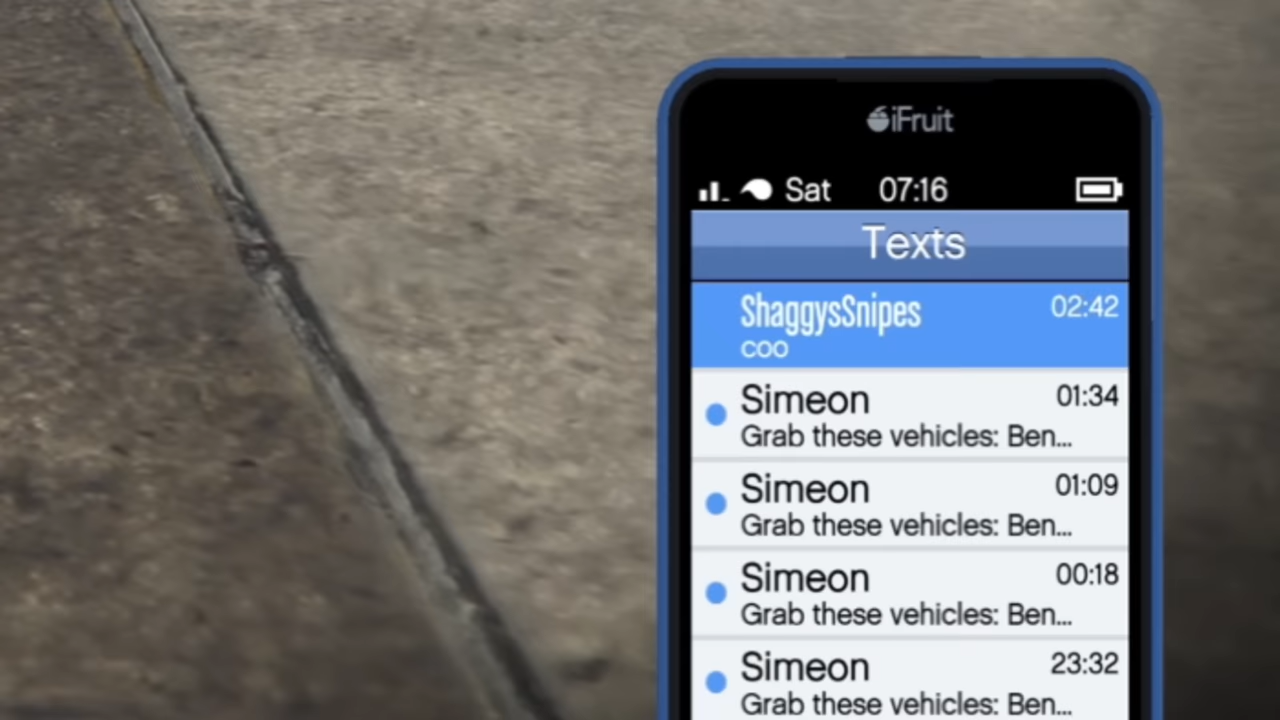 iFruit
Sat 07:16
Texts
ShaggysSnipes 02:42
coo
Simeon 01:34
Grab these vehicles: Ben...
Simeon 01:09
Grab these vehicles: Ben...
Simeon 00:18
Grab these vehicles: Ben...
Simeon 23:32
Grab these vehicles: Ben...